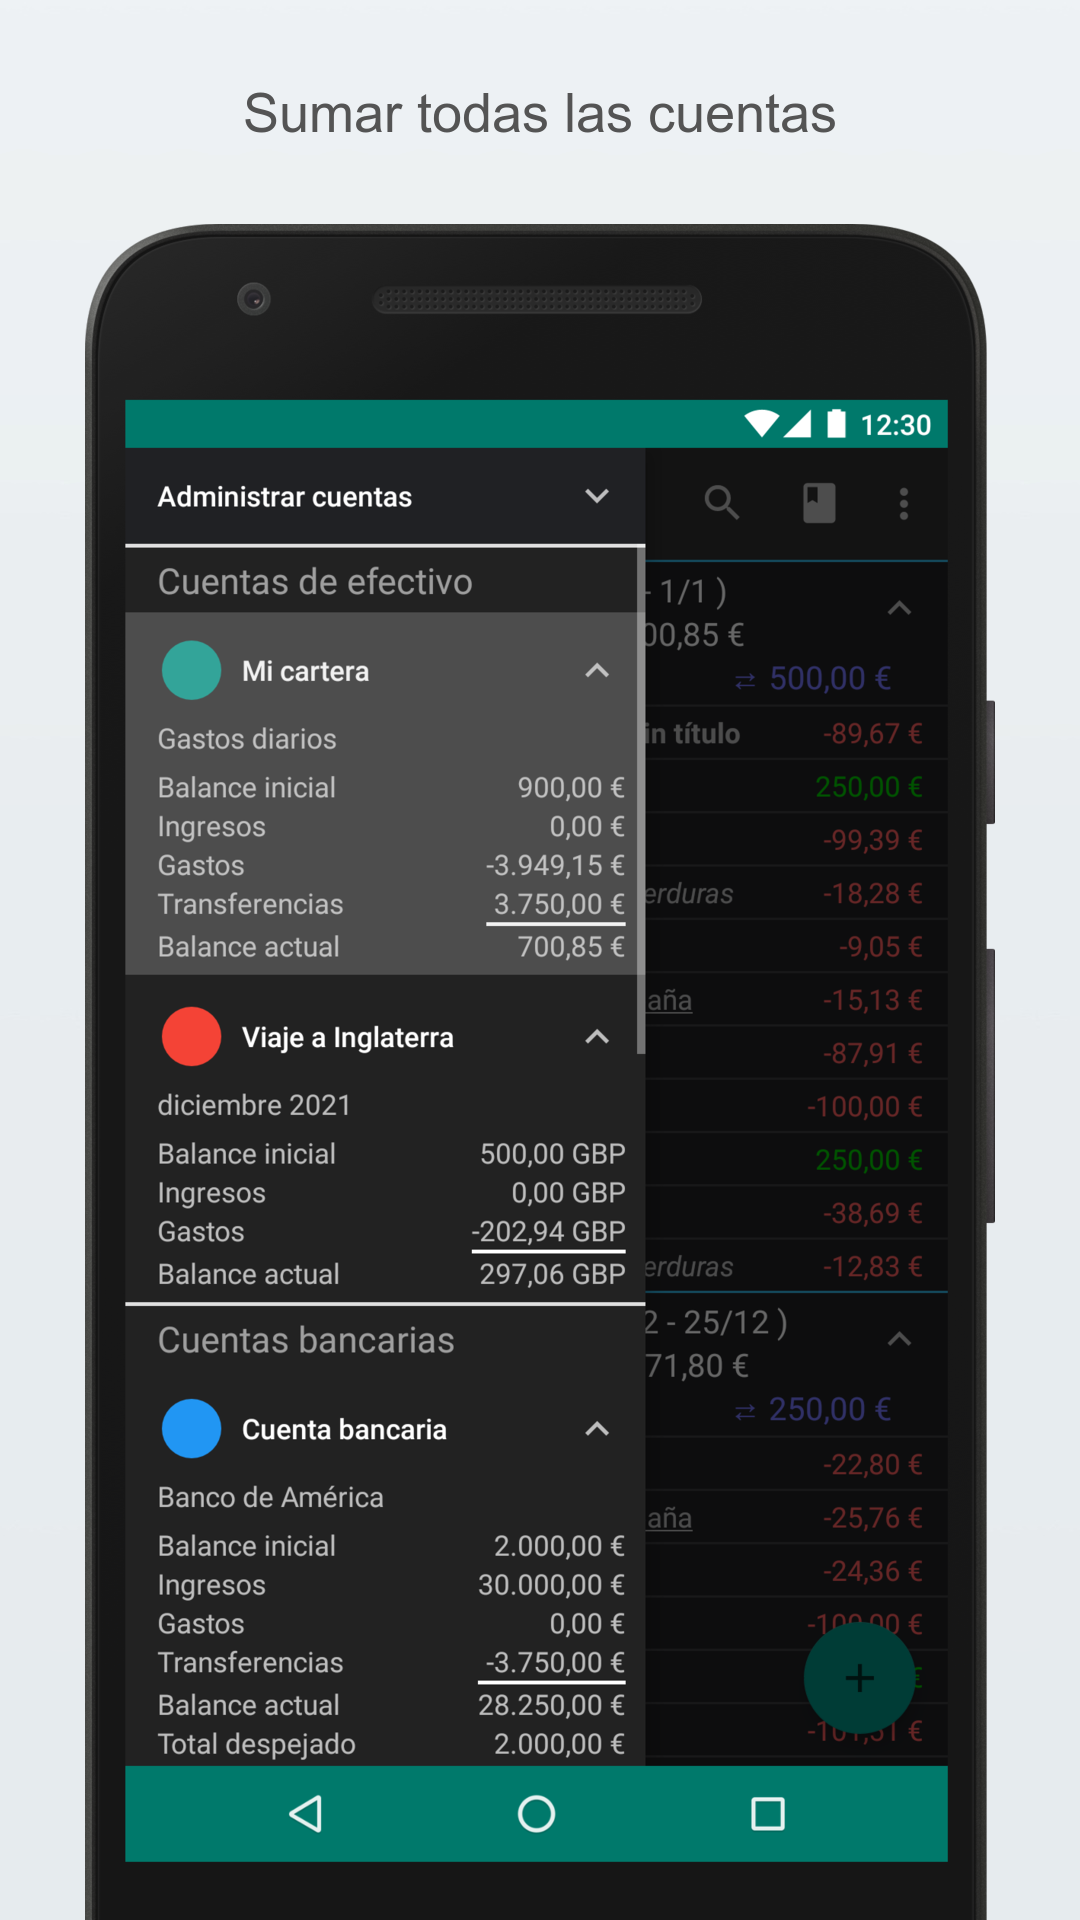 Sumar todas las cuentas
12:30
Administrar cuentas
Cuentas de efectivo
Mi cartera
Gastos diarios
Balance inicial 900,00 €
Ingresos 0,00 €
Gastos -3.949,15 €
Transferencias 3.750,00 €
Balance actual 700,85 €
Viaje a Inglaterra
diciembre 2021
Balance inicial 500,00 GBP
Ingresos 0,00 GBP
Gastos -202,94 GBP
Balance actual 297,06 GBP
Cuentas bancarias
Cuenta bancaria
Banco de América
Balance inicial 2.000,00 €
Ingresos 30.000,00 €
Gastos 0,00 €
Transferencias -3.750,00 €
Balance actual 28.250,00 €
Total despejado 2.000,00 €
- 1/1 )
00,85 €
⇄ 500,00 €
in título -89,67 €
250,00 €
-99,39 €
erduras -18,28 €
-9,05 €
aña -15,13 €
-87,91 €
-100,00 €
250,00 €
-38,69 €
erduras -12,83 €
2 - 25/12 )
71,80 €
⇄ 250,00 €
-22,80 €
aña -25,76 €
-24,36 €
-100,00 €
€
+
€